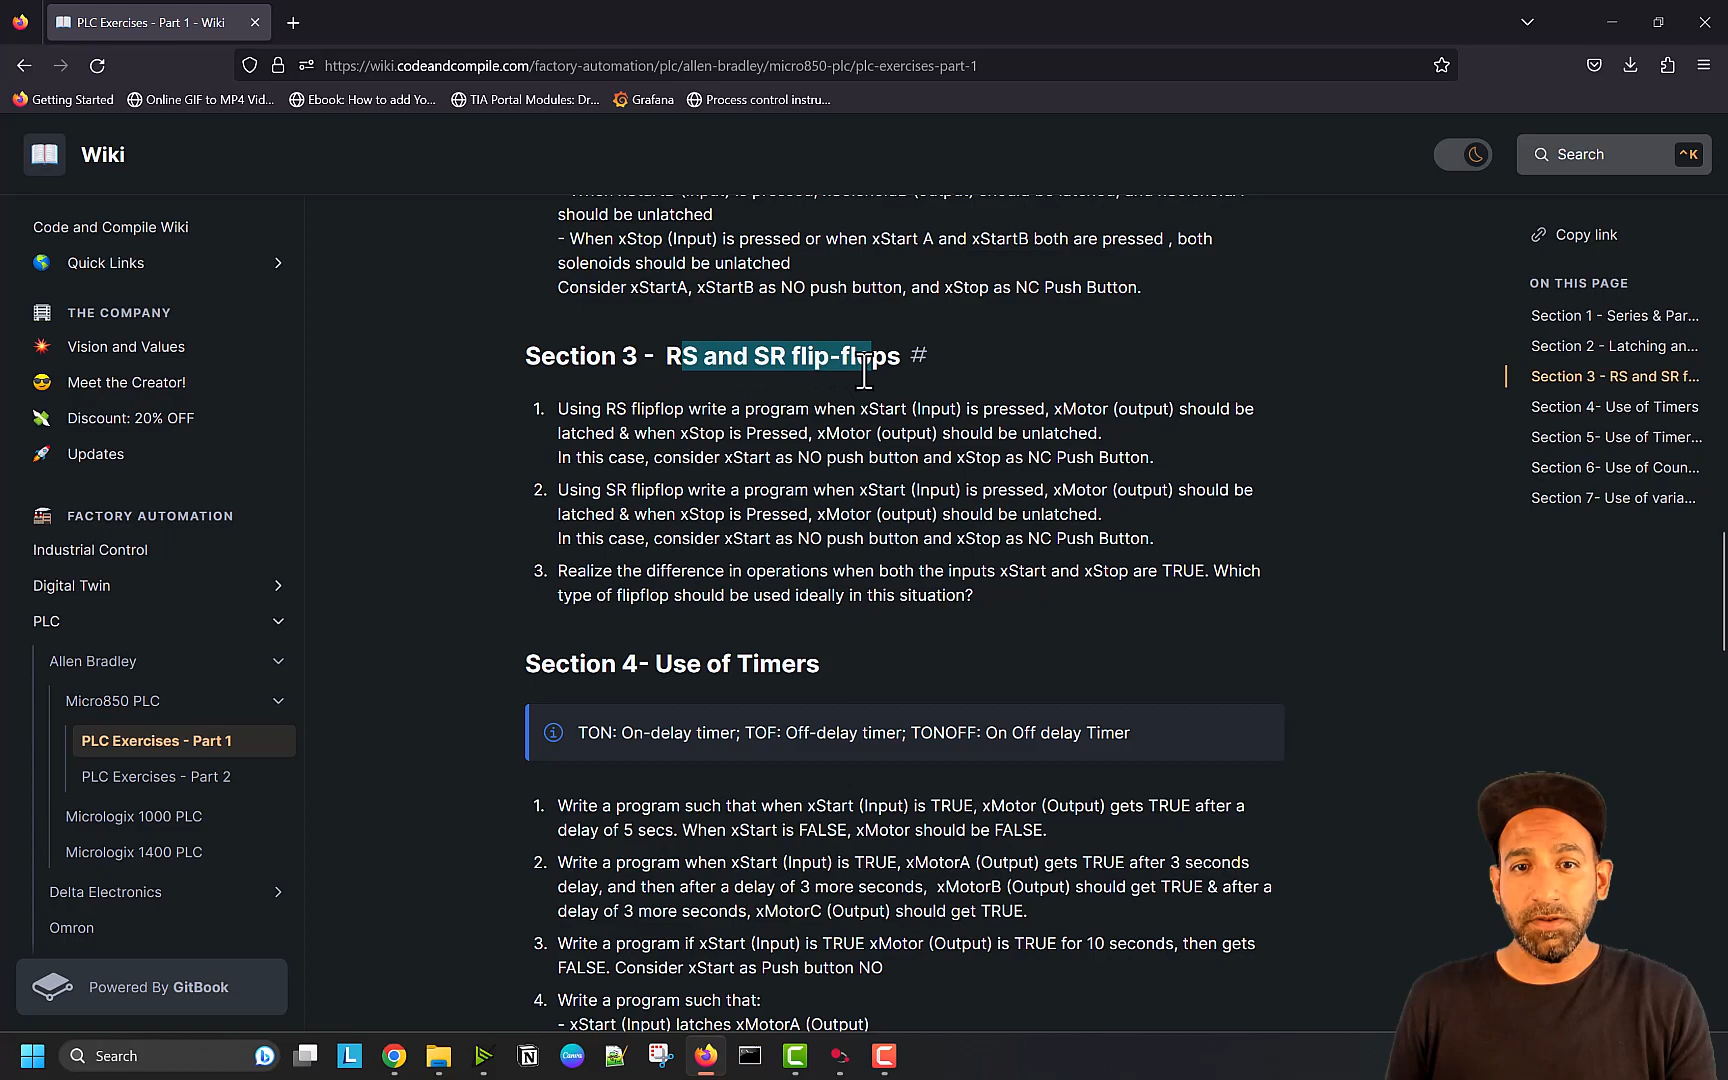 PLC Exercises - Part 1 - Wiki
https://wiki.codeandcompile.com/factory-automation/plc/allen-bradley/micro850-plc/plc-exercises-part-1
Getting Started
Online GIF to MP4 Vid...
Ebook: How to add Yo...
TIA Portal Modules: Dr...
Grafana
Process control instru...
Wiki
Search
^K
Code and Compile Wiki
Quick Links
THE COMPANY
Vision and Values
Meet the Creator!
Discount: 20% OFF
Updates
FACTORY AUTOMATION
Industrial Control
Digital Twin
PLC
Allen Bradley
Micro850 PLC
PLC Exercises - Part 1
PLC Exercises - Part 2
Micrologix 1000 PLC
Micrologix 1400 PLC
Delta Electronics
Omron
Powered By GitBook
should be unlatched
- When xStop (Input) is pressed or when xStart A and xStartB both are pressed , both
solenoids should be unlatched
Consider xStartA, xStartB as NO push button, and xStop as NC Push Button.
Section 3 - RS and SR flip-flops #
1. Using RS flipflop write a program when xStart (Input) is pressed, xMotor (output) should be
latched & when xStop is Pressed, xMotor (output) should be unlatched.
In this case, consider xStart as NO push button and xStop as NC Push Button.
2. Using SR flipflop write a program when xStart (Input) is pressed, xMotor (output) should be
latched & when xStop is Pressed, xMotor (output) should be unlatched.
In this case, consider xStart as NO push button and xStop as NC Push Button.
3. Realize the difference in operations when both the inputs xStart and xStop are TRUE. Which
type of flipflop should be used ideally in this situation?
Section 4- Use of Timers
TON: On-delay timer; TOF: Off-delay timer; TONOFF: On Off delay Timer
1. Write a program such that when xStart (Input) is TRUE, xMotor (Output) gets TRUE after a
delay of 5 secs. When xStart is FALSE, xMotor should be FALSE.
2. Write a program when xStart (Input) is TRUE, xMotorA (Output) gets TRUE after 3 seconds
delay, and then after a delay of 3 more seconds, xMotorB (Output) should get TRUE & after a
delay of 3 more seconds, xMotorC (Output) should get TRUE.
3. Write a program if xStart (Input) is TRUE xMotor (Output) is TRUE for 10 seconds, then gets
FALSE. Consider xStart as Push button NO
4. Write a program such that:
- xStart (Input) latches xMotorA (Output)
Copy link
ON THIS PAGE
Section 1 - Series & Par...
Section 2 - Latching an...
Section 3 - RS and SR f...
Section 4- Use of Timers
Section 5- Use of Timer...
Section 6- Use of Coun...
Section 7- Use of varia...
Search